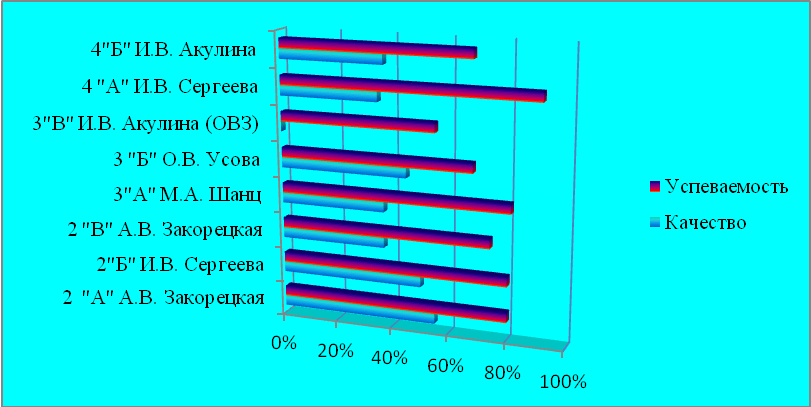 4"Б" И.В. Акулина
4 "А" И.В. Сергеева
3"В" И.В. Акулина (ОВЗ)
3 "Б" О.В. Усова
3"А" М.А. Шанц
2 "В" А.В. Закорецкая
2"Б" И.В. Сергеева
2 "А" А.В. Закорецкая
0% 20% 40% 60% 80% 100%
Успеваемость
Качество